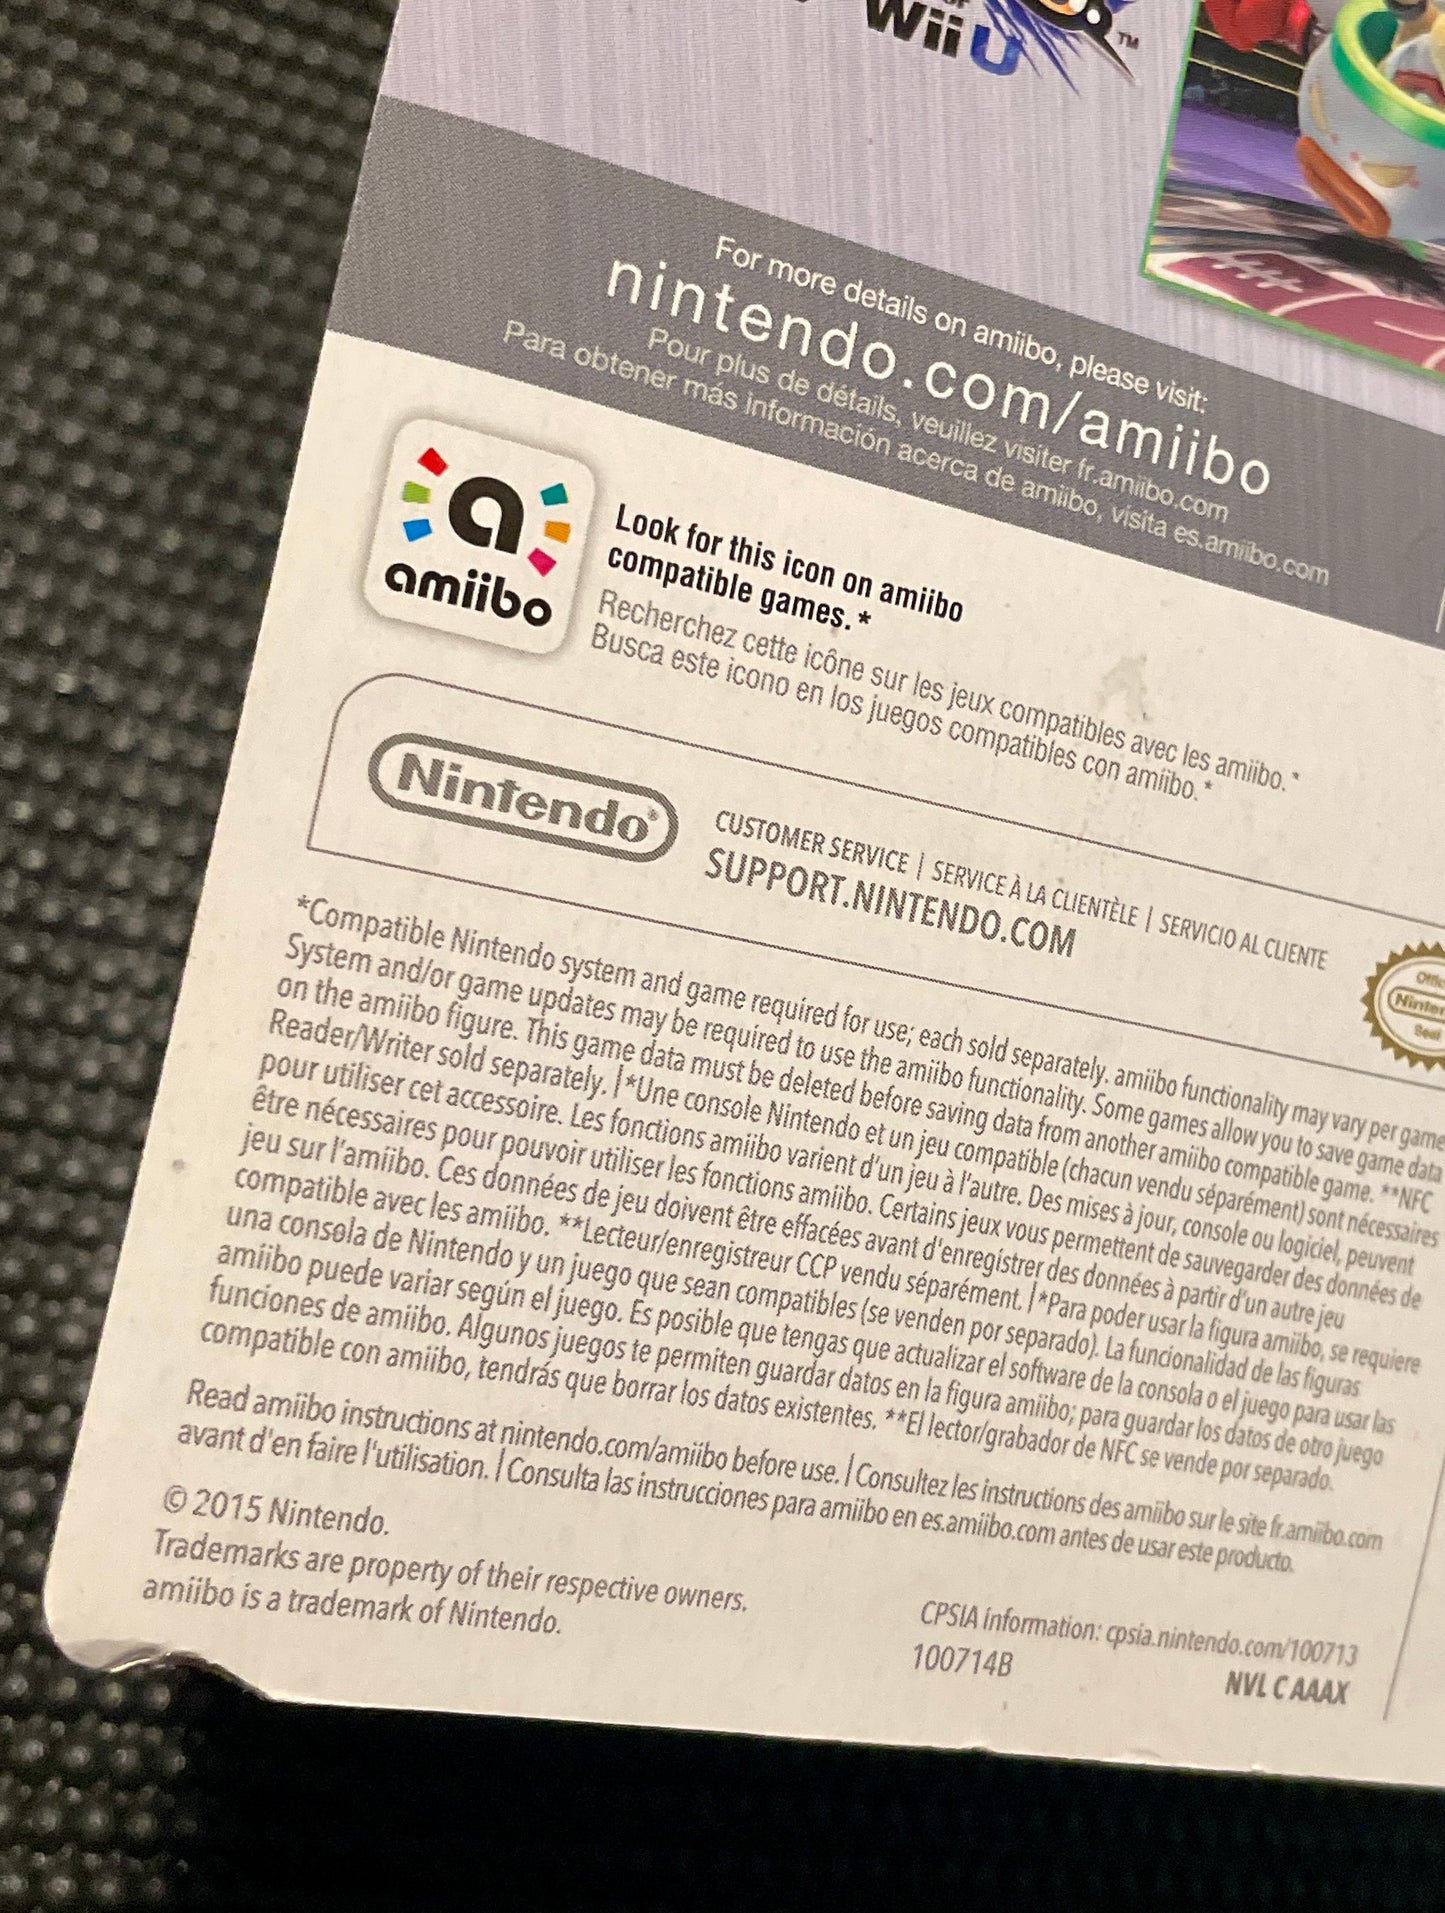 Wii U
TM
For more details on amiibo, please visit:
nintendo.com/amiibo
Pour plus de détails, veuillez visiter fr.amiibo.com
Para obtener más información acerca de amiibo, visita es.amiibo.com
a
amiibo
Look for this icon on amiibo
compatible games.*
Recherchez cette icône sur les jeux compatibles avec les amiibo.*
Busca este icono en los juegos compatibles con amiibo.*
Nintendo®
CUSTOMER SERVICE | SERVICE À LA CLIENTÈLE | SERVICIO AL CLIENTE
SUPPORT.NINTENDO.COM
Seal
*Compatible Nintendo system and game required for use; each sold separately. amiibo functionality may vary per game.
System and/or game updates may be required to use the amiibo functionality. Some games allow you to save game data
on the amiibo figure. This game data must be deleted before saving data from another amiibo compatible game. **NFC
Reader/Writer sold separately. | *Une console Nintendo et un jeu compatible (chacun vendu séparément) sont nécessaires
pour utiliser cet accessoire. Les fonctions amiibo varient d'un jeu à l'autre. Des mises à jour, console ou logiciel, peuvent
être nécessaires pour pouvoir utiliser les fonctions amiibo. Certains jeux vous permettent de sauvegarder des données de
jeu sur l'amiibo. Ces données de jeu doivent être effacées avant d'enregistrer des données à partir d'un autre jeu
compatible avec les amiibo. **Lecteur/enregistreur CCP vendu séparément. | *Para poder usar la figura amiibo, se requiere
una consola de Nintendo y un juego que sean compatibles (se venden por separado). La funcionalidad de las figuras
amiibo puede variar según el juego. Es posible que tengas que actualizar el software de la consola o el juego para usar las
funciones de amiibo. Algunos juegos te permiten guardar datos en la figura amiibo; para guardar los datos de otro juego
compatible con amiibo, tendrás que borrar los datos existentes. **El lector/grabador de NFC se vende por separado.
Read amiibo instructions at nintendo.com/amiibo before use. | Consultez les instructions des amiibo sur le site fr.amiibo.com
avant d'en faire l'utilisation. | Consulta las instrucciones para amiibo en es.amiibo.com antes de usar este producto.
© 2015 Nintendo.
Trademarks are property of their respective owners.
amiibo is a trademark of Nintendo.
CPSIA information: cpsia.nintendo.com/100713
100714B
NVL C AAAX